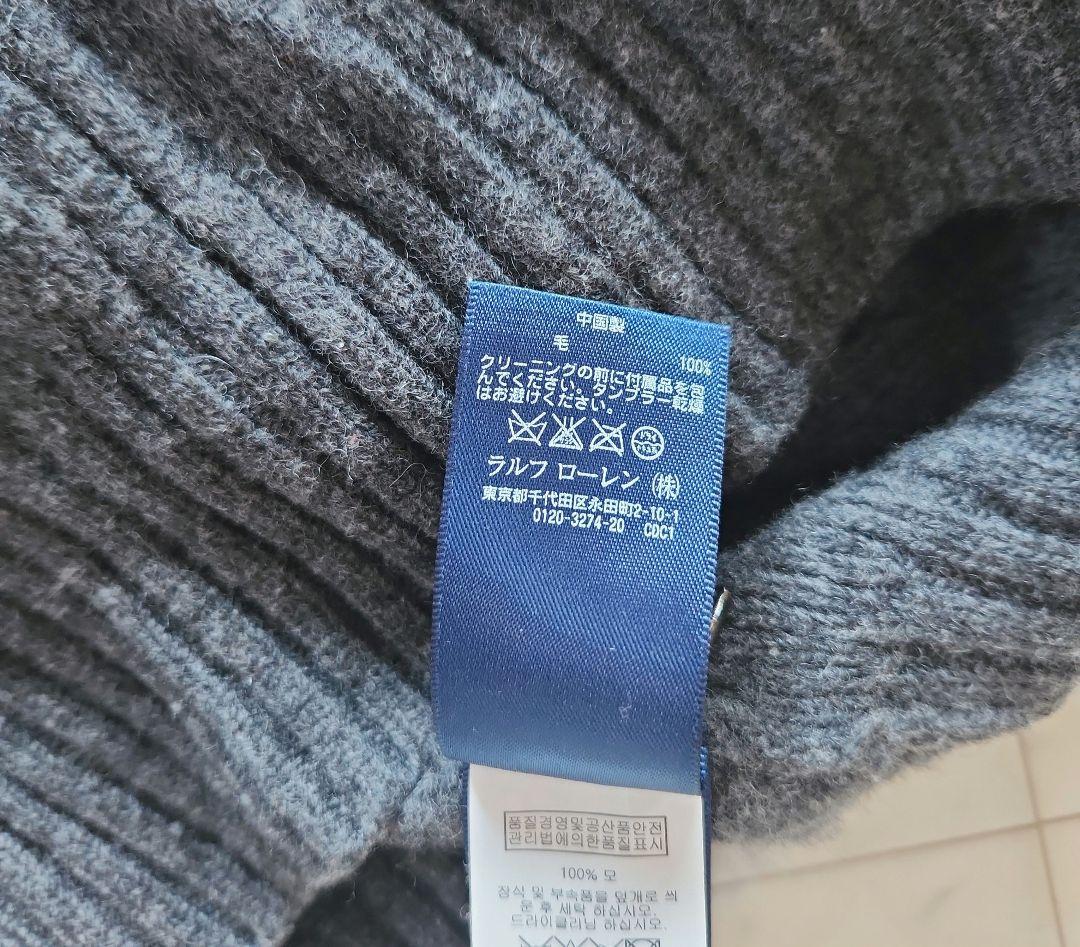 中国製
毛 100%
クリーニングの前に付属品を包
んでください。タンブラー乾燥
はお避けください。
ラルフ ローレン (株)
東京都千代田区永田町2-10-1
0120-3274-20 CDC1
품질경영및공산품안전
관리법에의한품질표시
100% 모
장식 및 부속품을 덮개로 씌
운 후 세탁 하십시오.
드라이클리닝 하십시오.